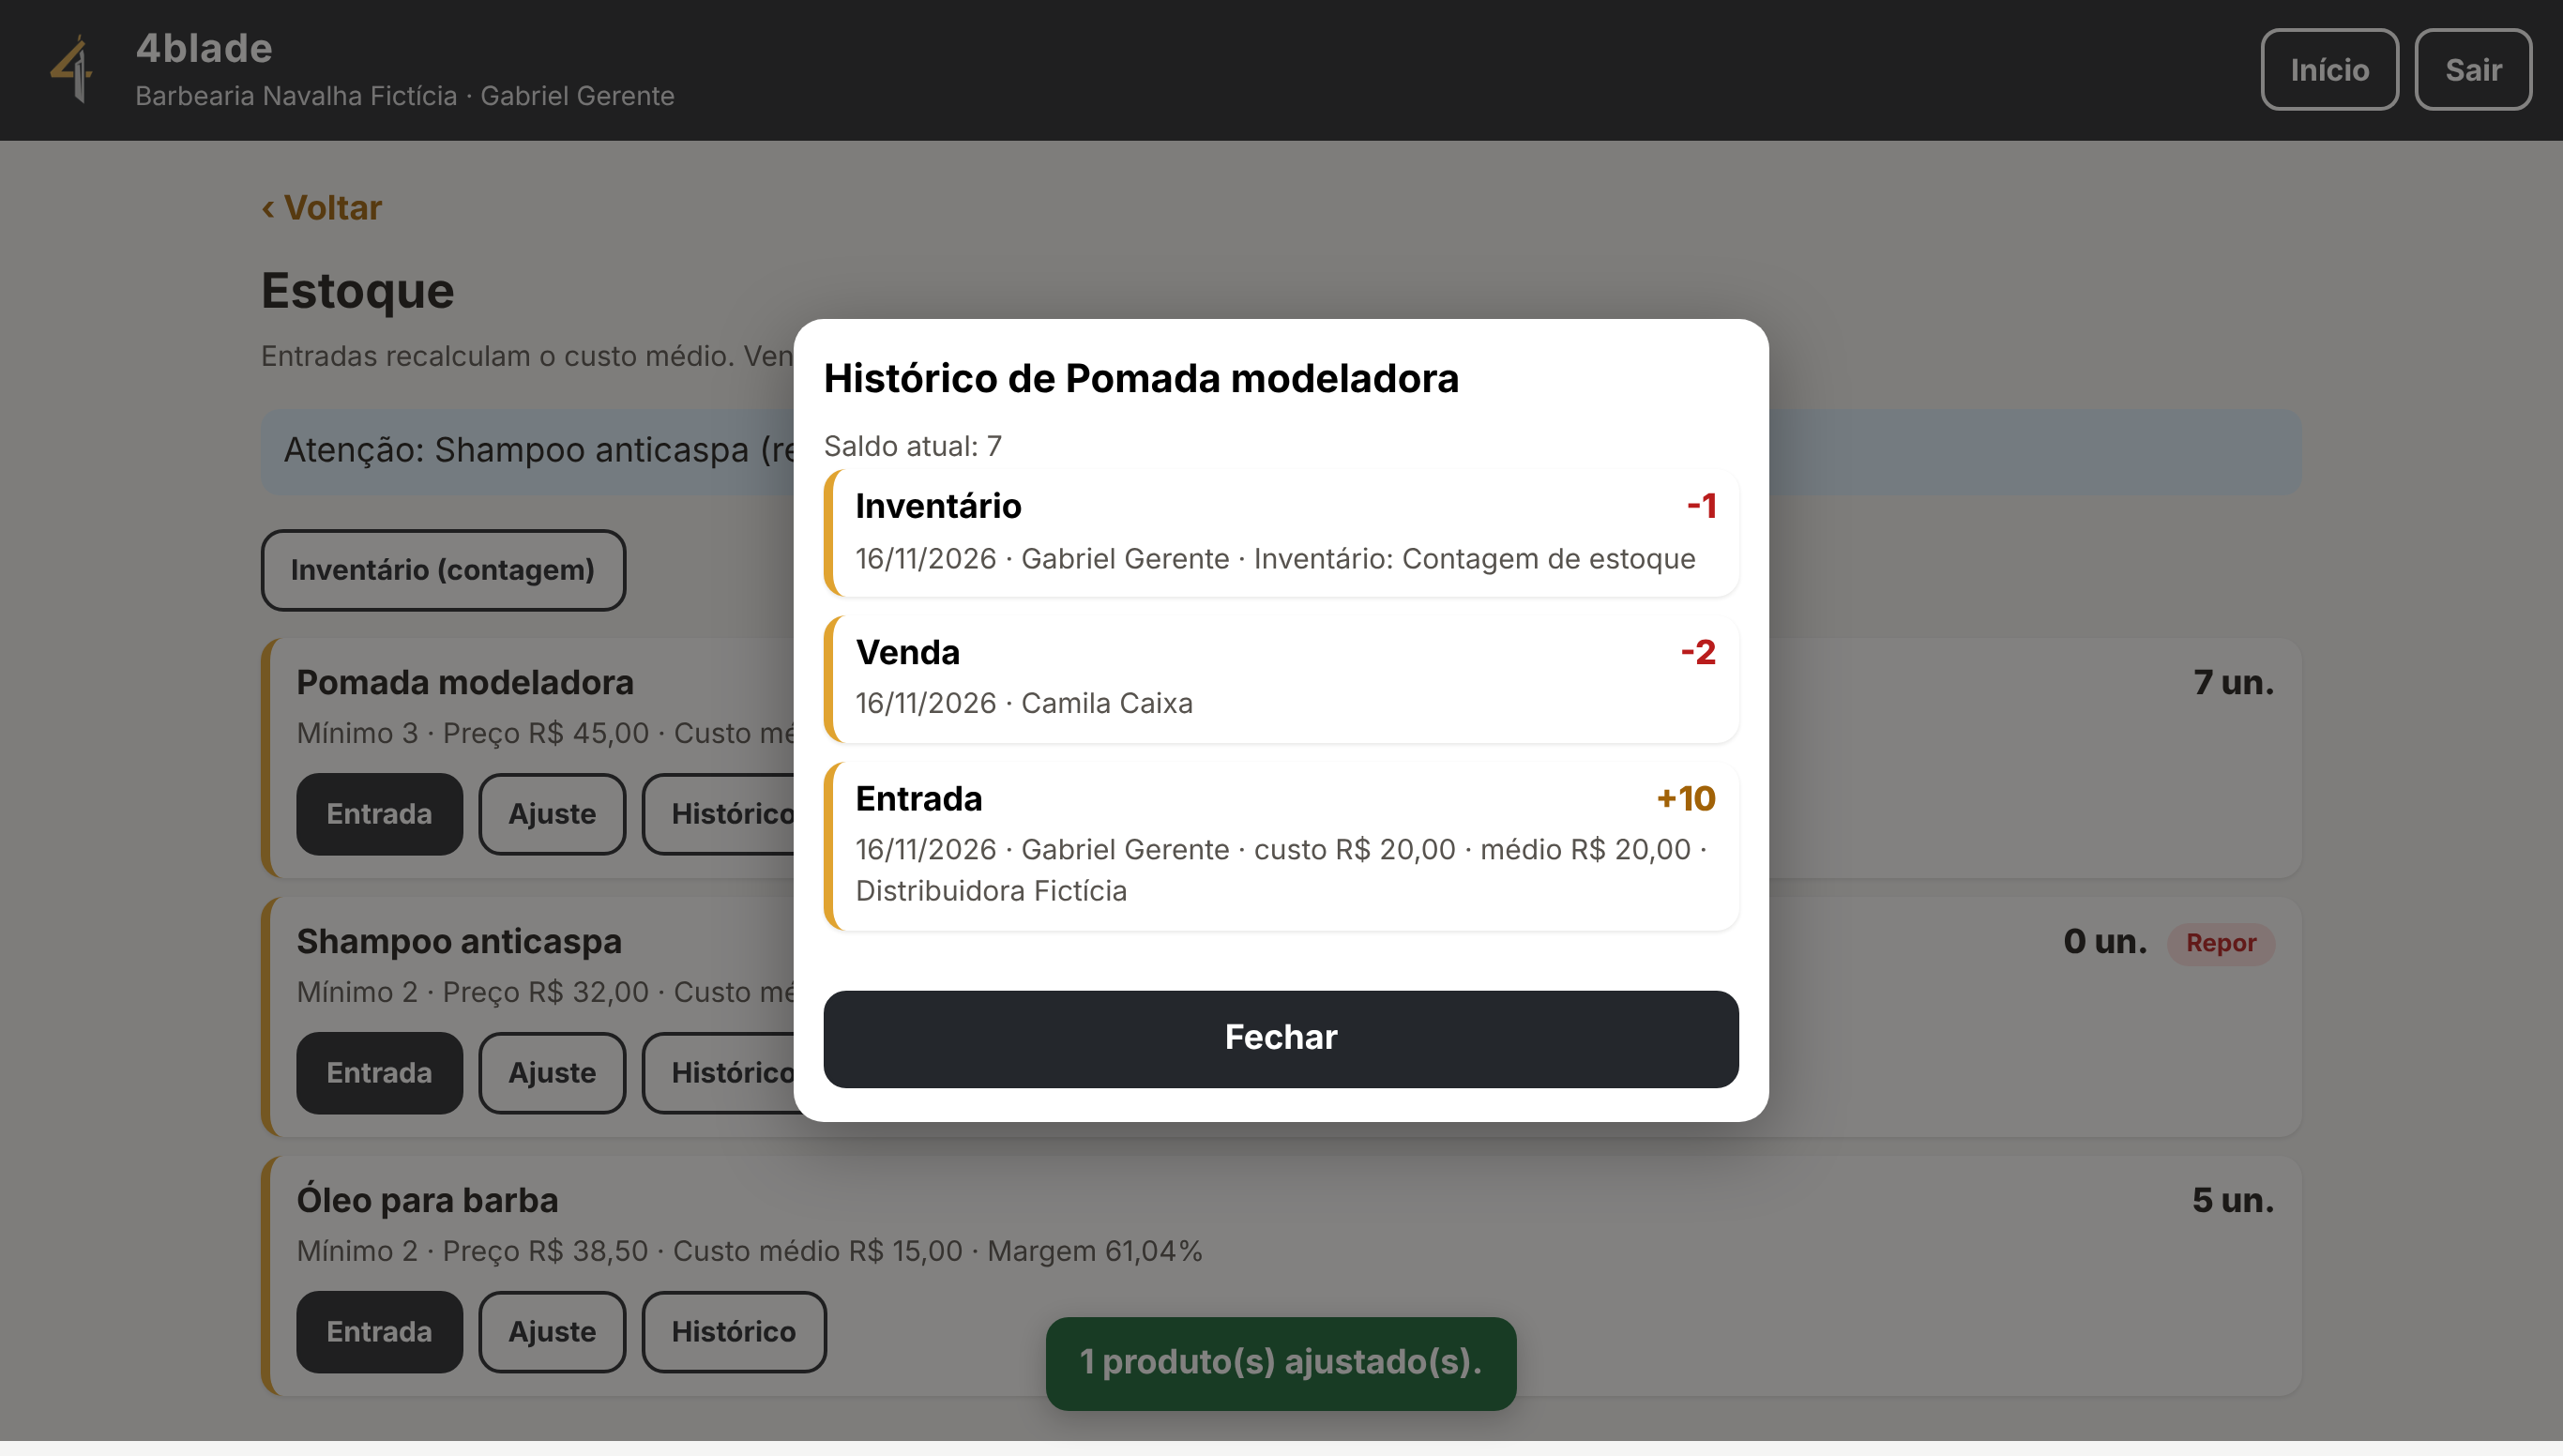 4blade
Barbearia Navalha Fictícia · Gabriel Gerente
Início
Sair
‹ Voltar
Estoque
Entradas recalculam o custo médio.
Atenção: Shampoo anticaspa
Inventário (contagem)
Pomada modeladora
7 un.
Mínimo 3 · Preço R$ 45,00 · Custo
Entrada
Ajuste
Histórico
Shampoo anticaspa
0 un.
Repor
Mínimo 2 · Preço R$ 32,00 · Custo
Entrada
Ajuste
Histórico
Óleo para barba
5 un.
Mínimo 2 · Preço R$ 38,50 · Custo médio R$ 15,00 · Margem 61,04%
Entrada
Ajuste
Histórico
Histórico de Pomada modeladora
Saldo atual: 7
Inventário
-1
16/11/2026 · Gabriel Gerente · Inventário: Contagem de estoque
Venda
-2
16/11/2026 · Camila Caixa
Entrada
+10
16/11/2026 · Gabriel Gerente · custo R$ 20,00 · médio R$ 20,00 ·
Distribuidora Fictícia
Fechar
1 produto(s) ajustado(s).